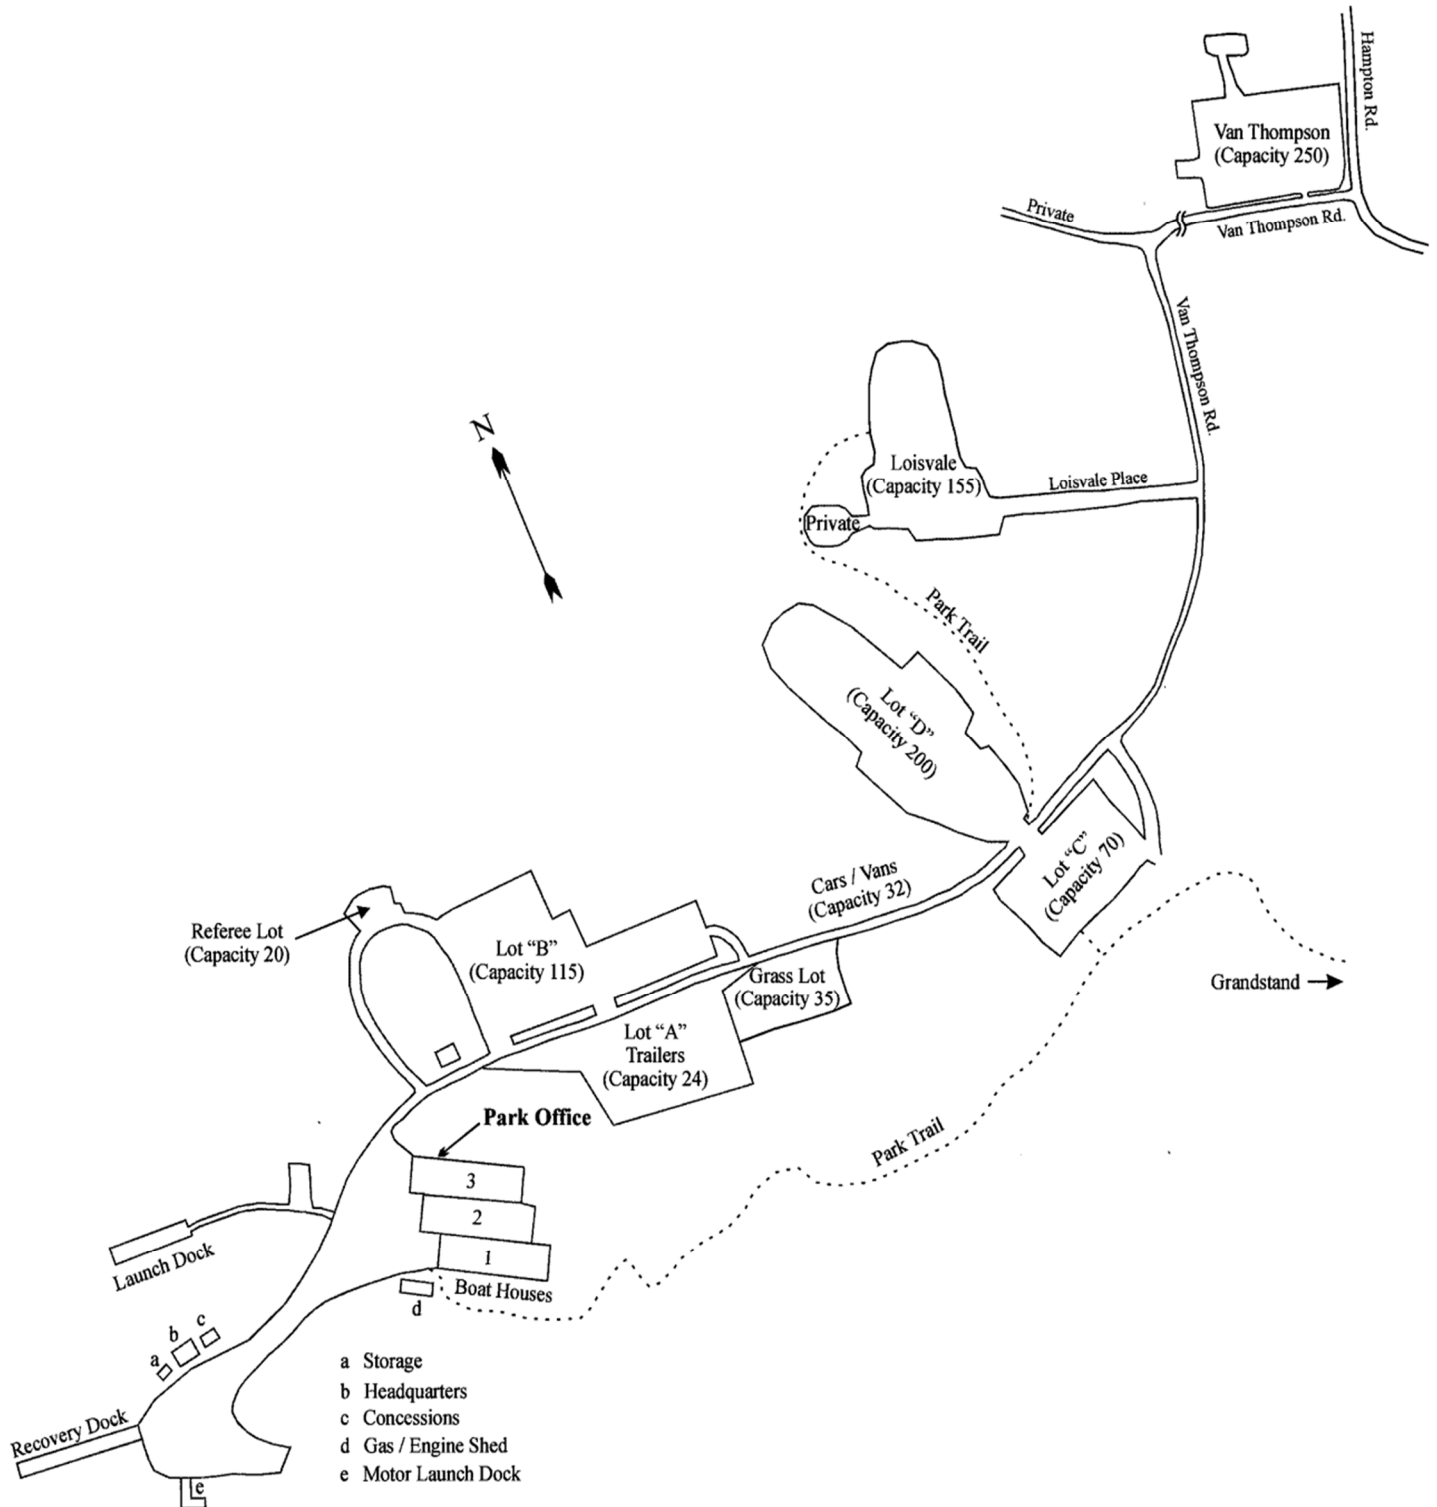 Hampton Rd.
Van Thompson
(Capacity 250)
Private
Van Thompson Rd.
Van Thompson Rd.
N
Loisvale
(Capacity 155)
Loisvale Place
Private
Park Trail
Lot “D”
(Capacity 200)
Lot “C”
(Capacity 70)
Cars / Vans
(Capacity 32)
Referee Lot
(Capacity 20)
Lot “B”
(Capacity 115)
Grass Lot
(Capacity 35)
Grandstand
Lot “A”
Trailers
(Capacity 24)
Park Office
Park Trail
3
2
1
Boat Houses
Launch Dock
d
c
b
a
a Storage
b Headquarters
c Concessions
d Gas / Engine Shed
e Motor Launch Dock
Recovery Dock
e